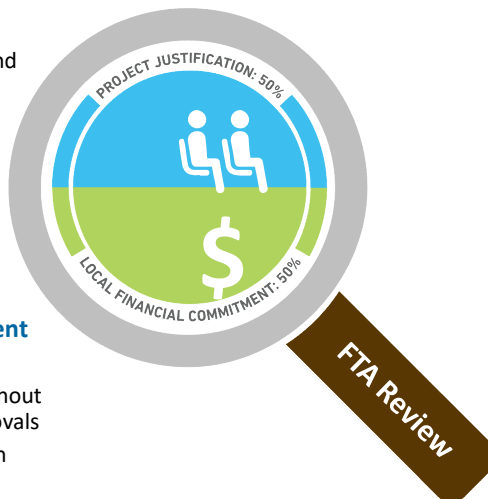 nd
PROJECT JUSTIFICATION: 50%
$
LOCAL FINANCIAL COMMITMENT: 50%
ent
FTA Review
hout
ovals
n